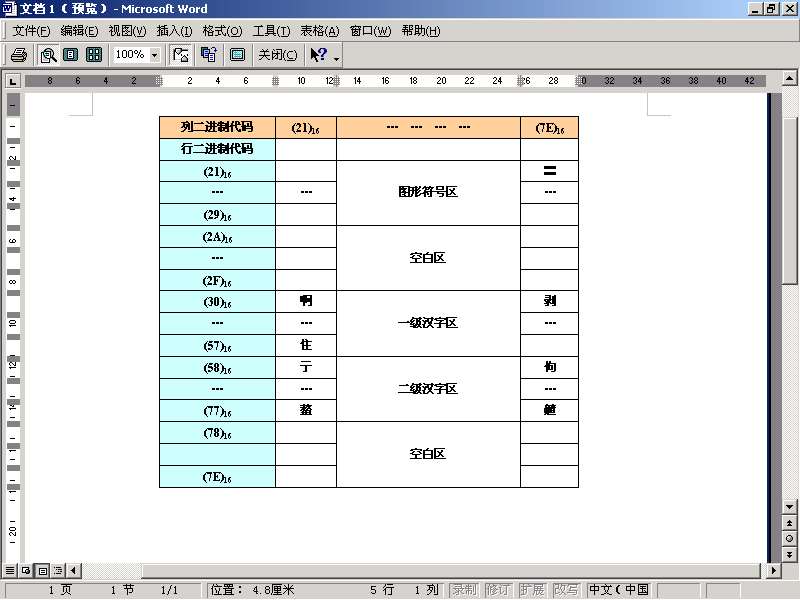 文档 1 （ 预览 ） - Microsoft Word
文件(F) 编辑(E) 视图(V) 插入(I) 格式(O) 工具(T) 表格(A) 窗口(W) 帮助(H)
100% 关闭(C)
8 6 4 2 2 4 6 10 12 14 16 18 20 22 24 26 28 30 32 34 36 38 40 42
列二进制代码 (21)16 --- --- --- --- (7E)16
行二进制代码
(21)16 〓
--- --- 图形符号区 ---
(29)16
(2A)16
--- 空白区
(2F)16
(30)16 啊 剥
--- --- 一级汉字区 ---
(57)16 住
(58)16 亍
--- --- 二级汉字区 ---
(77)16 鳌
(78)16
空白区
(7E)16
1 页 1 节 1/1 位置： 4.8厘米 5 行 1 列 录制 修订 扩展 改写 中文( 中国